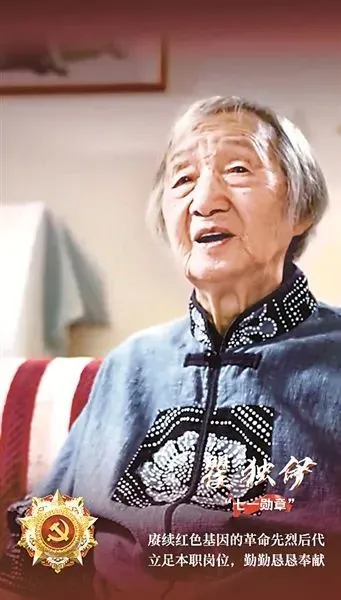 瞿独伊
“七一勋章”
赓续红色基因的革命先烈后代
立足本职岗位，勤勤恳恳奉献